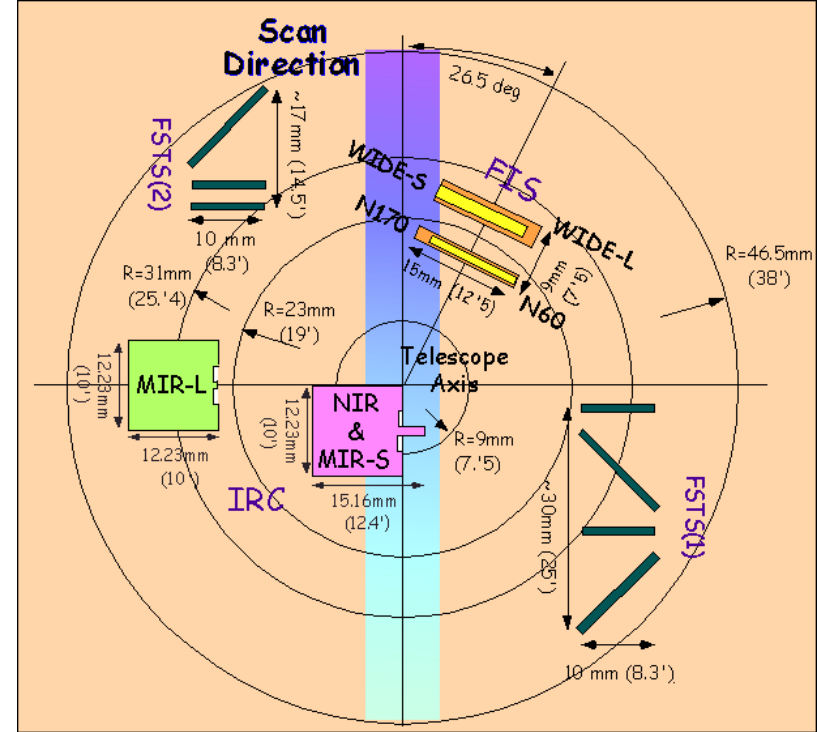 Scan
Direction
26.5 deg
~17mm
(14.5')
FSTS(2)
WIDE-S
FIS
N170
WIDE-L
10 mm
(8.3')
15mm (12'5)
9mm
(7'5)
N60
R=46.5mm
(38')
R=31mm
(25.'4)
R=23mm
(19')
Telescope
Axis
12.23mm
(10')
MIR-L
12.23mm
(10')
NIR
&
MIR-S
12.23mm
(10')
R=9mm
(7.'5)
IRC
15.16mm
(12.4')
~30mm (25')
FSTS(1)
10 mm (8.3')